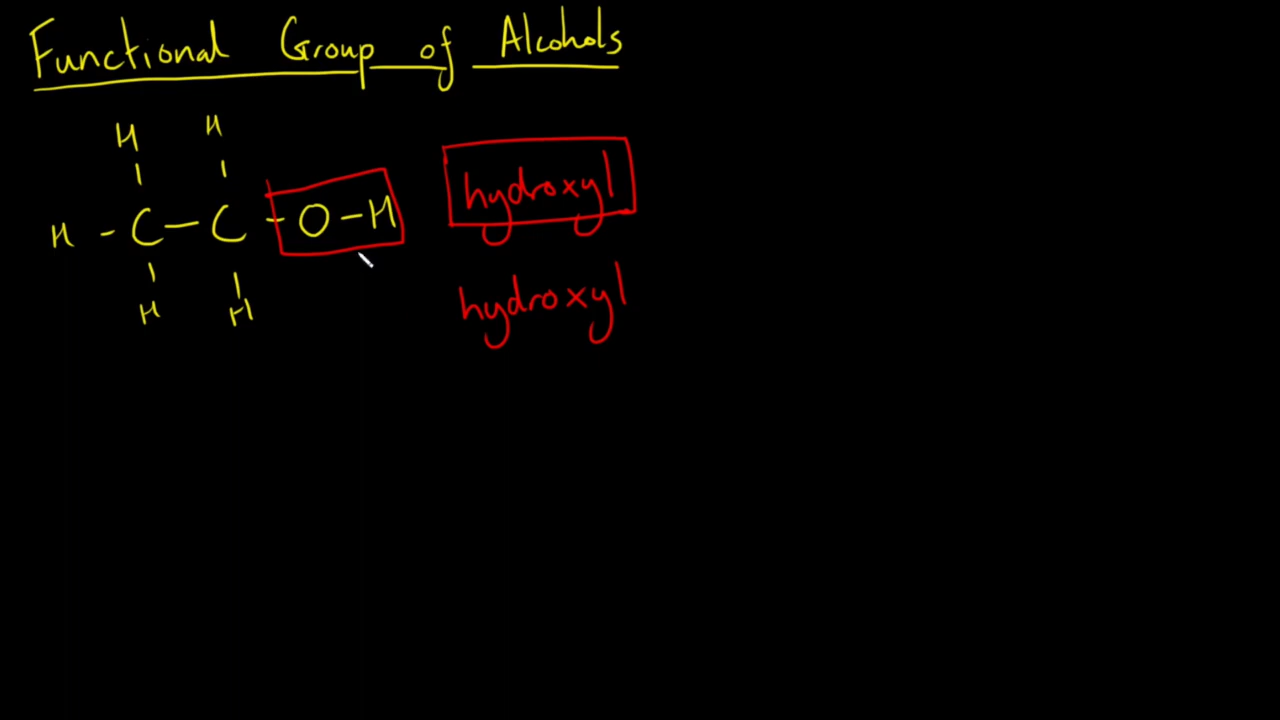 Functional Group of Alcohols
H H
H - C - C - O - H
H H
hydroxyl
hydroxyl